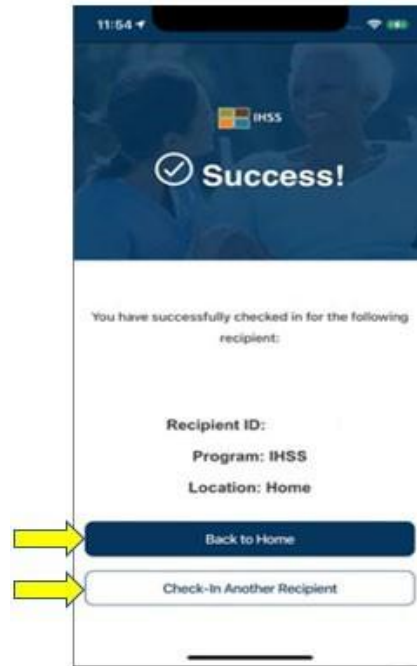 11:54
IHSS
Success!
You have successfully checked in for the following
recipient:
Recipient ID:
Program: IHSS
Location: Home
Back to Home
Check-In Another Recipient